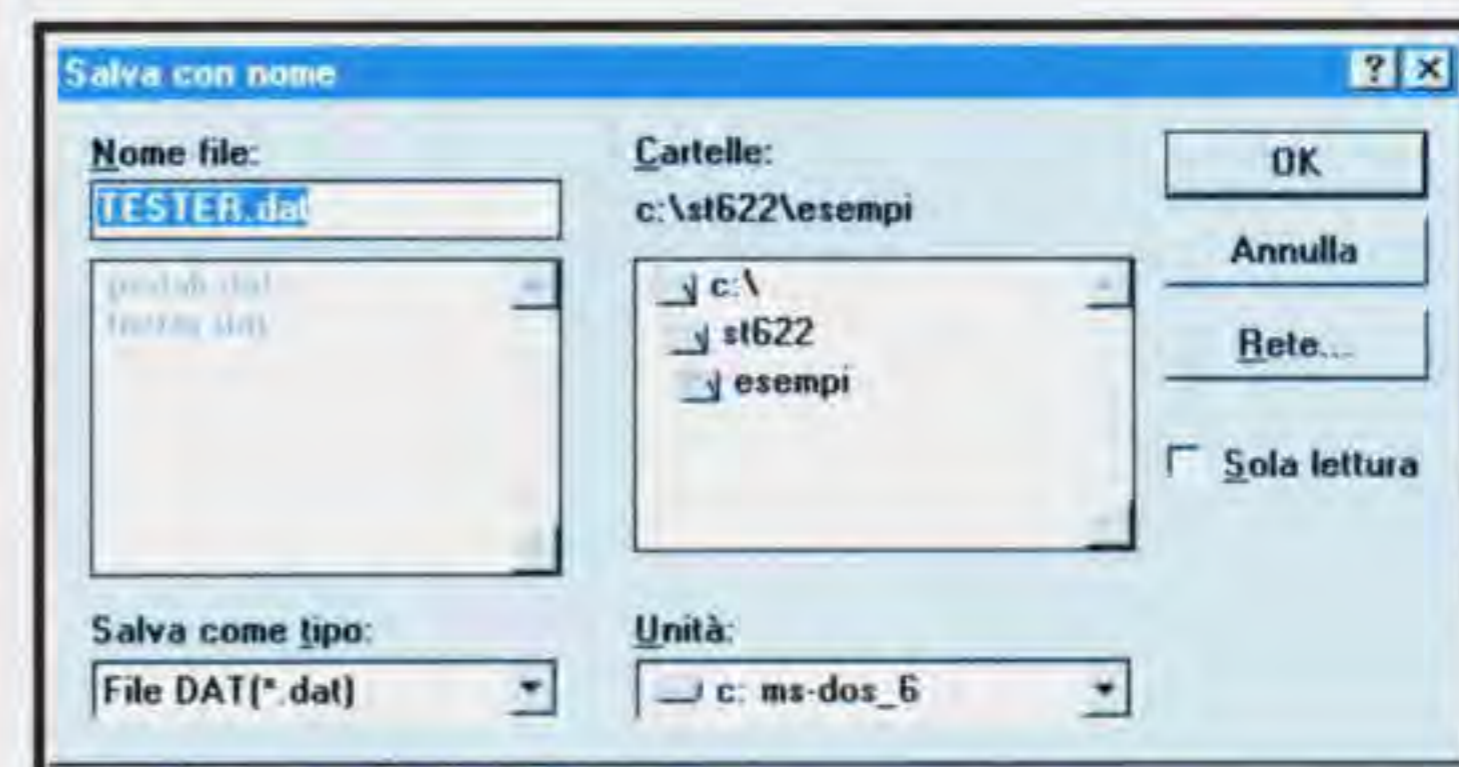 Salva con nome
? ×
Nome file:
TESTER.dat
Cartelle:
c:\st622\esempi
c:\
st622
esempi
OK
Annulla
Rete...
Sola lettura
Salva come tipo:
File DAT(*.dat)
Unità:
c: ms-dos_6